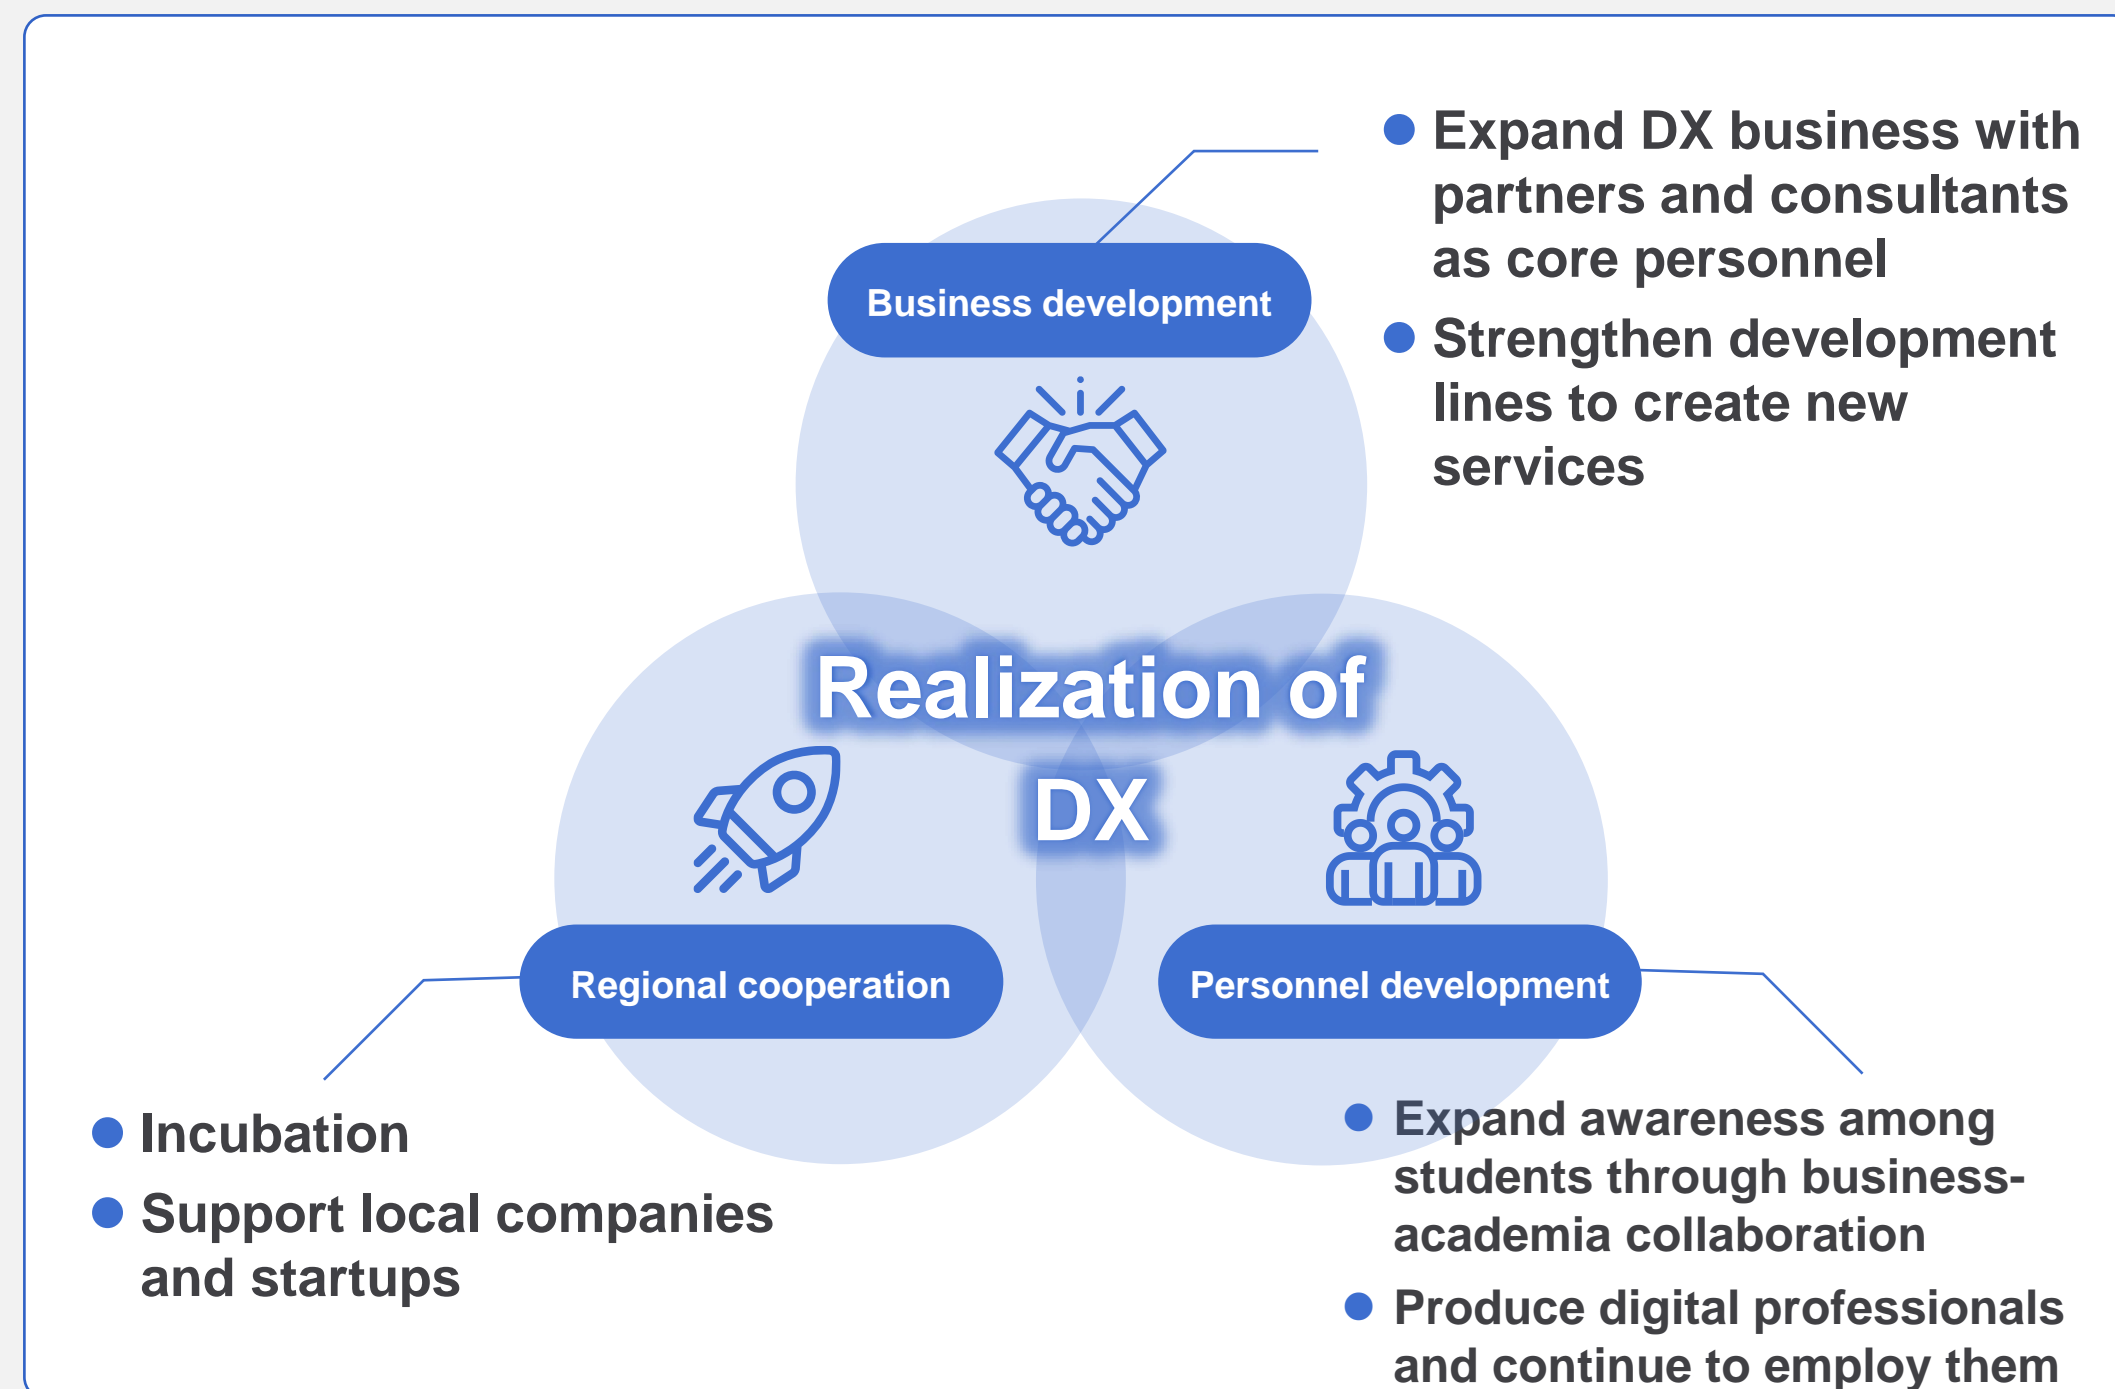 Expand DX business with
partners and consultants
as core personnel
Strengthen development
lines to create new
services
Business development
Realization of
DX
Regional cooperation
Personnel development
Incubation
Support local companies
and startups
Expand awareness among
students through business-
academia collaboration
Produce digital professionals
and continue to employ them